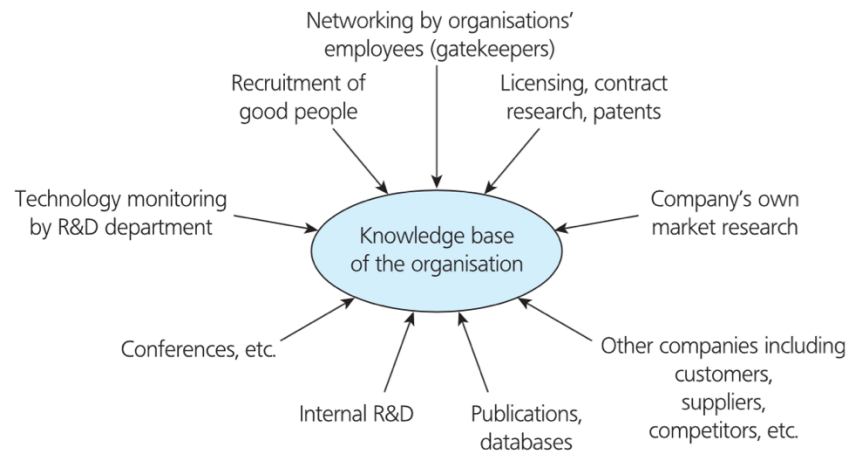 Networking by organisations'
employees (gatekeepers)
Recruitment of
good people
Licensing, contract
research, patents
Technology monitoring
by R&D department
Company's own
market research
Knowledge base
of the organisation
Conferences, etc.
Other companies including
customers,
suppliers,
competitors, etc.
Internal R&D
Publications,
databases